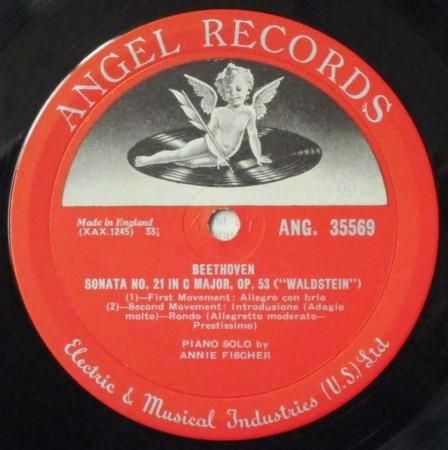 ANGEL RECORDS
Made in England
(XAX.1245) 33⅓
ANG. 35569
BEETHOVEN
SONATA NO. 21 IN C MAJOR, OP. 53 ("WALDSTEIN")
(1)—First Movement: Allegro con brio
(2)—Second Movement: Introduzione (Adagio
molto)—Rondo (Allegretto moderato—
Prestissimo)
PIANO SOLO by
ANNIE FISCHER
Electric & Musical Industries (U.S.) Ltd